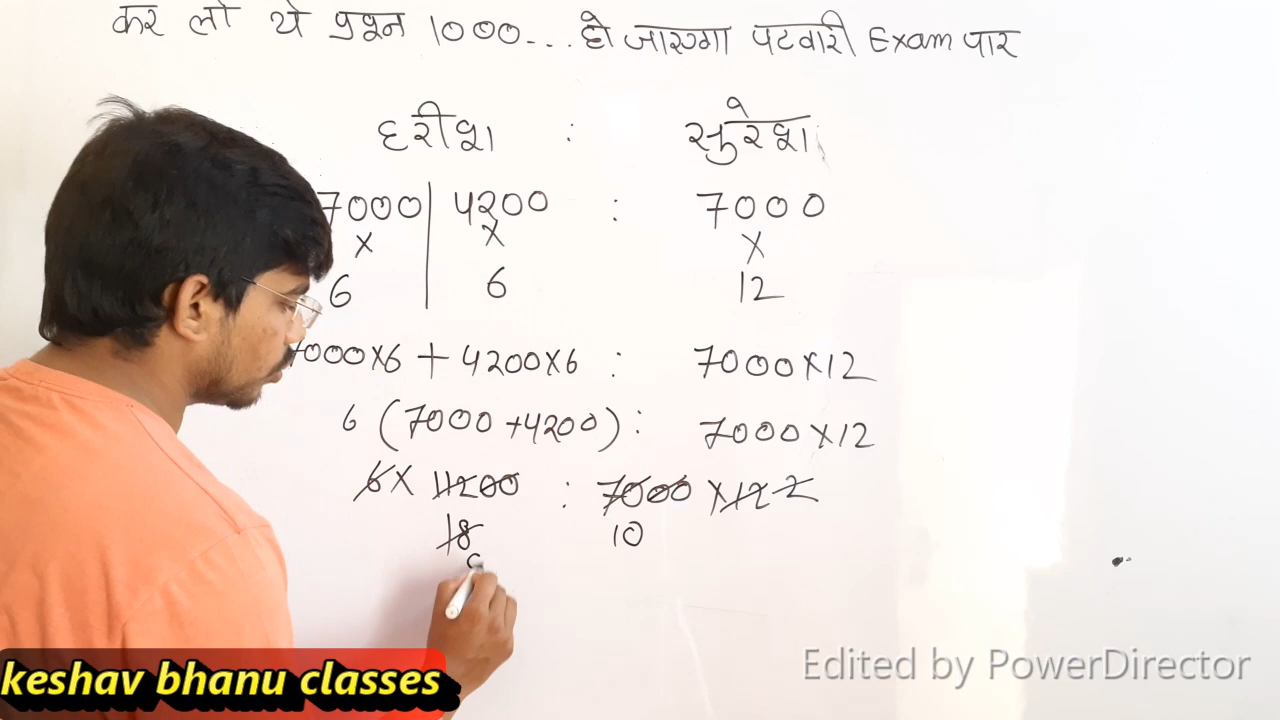 कर लो ये प्रश्न 1000... हो जाएगा पटवारी Exam पार
हरीश : सुरेश
7000 | 4200 : 7000
x x x
6 6 12
7000x6 + 4200x6 : 7000x12
6 (7000 +4200) : 7000x12
6x 11200 : 7000 x12 2
18 10
keshav bhanu classes
Edited by PowerDirector